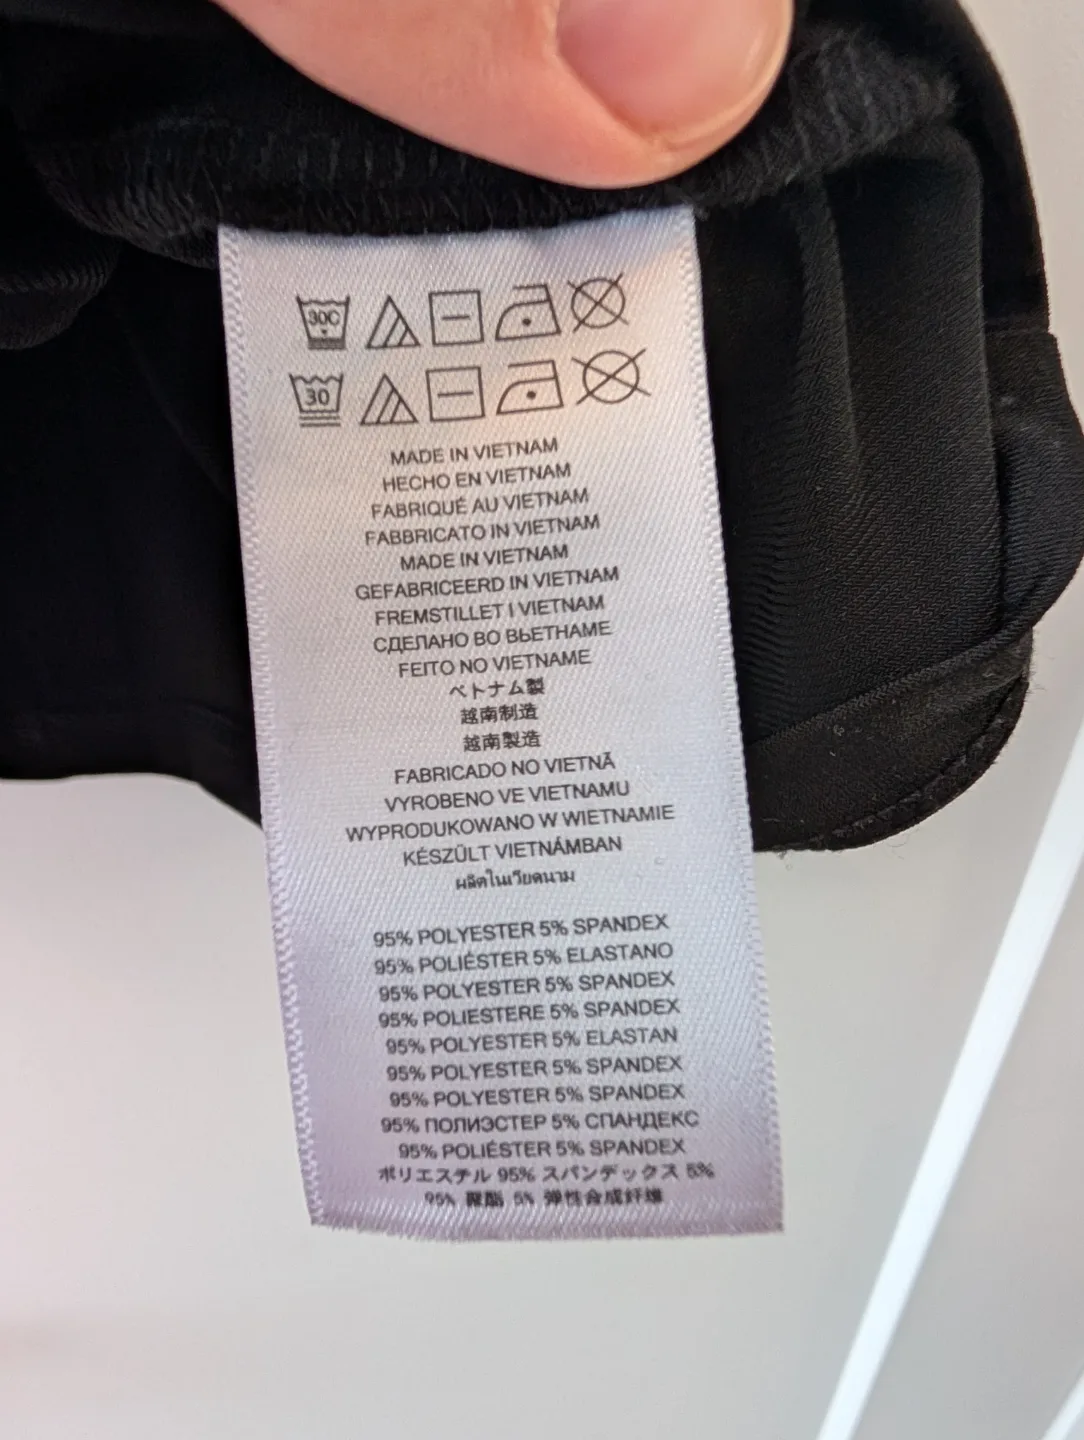 30C
30
MADE IN VIETNAM
HECHO EN VIETNAM
FABRIQUÉ AU VIETNAM
FABBRICATO IN VIETNAM
MADE IN VIETNAM
GEFABRICEERD IN VIETNAM
FREMSTILLET I VIETNAM
СДЕЛАНО ВО ВЬЕТНАМЕ
FEITO NO VIETNAME
ベトナム製
越南制造
越南製造
FABRICADO NO VIETNÃ
VYROBENO VE VIETNAMU
WYPRODUKOWANO W WIETNAMIE
KÉSZÜLT VIETNÁMBAN
ผลิตในเวียดนาม
95% POLYESTER 5% SPANDEX
95% POLIÉSTER 5% ELASTANO
95% POLYESTER 5% SPANDEX
95% POLIESTERE 5% SPANDEX
95% POLYESTER 5% ELASTAN
95% POLYESTER 5% SPANDEX
95% POLYESTER 5% SPANDEX
95% ПОЛИЭСТЕР 5% СПАНДЕКС
95% POLIÉSTER 5% SPANDEX
ポリエステル 95% スパンデックス 5%
95% 聚酯 5% 弹性合成纤维